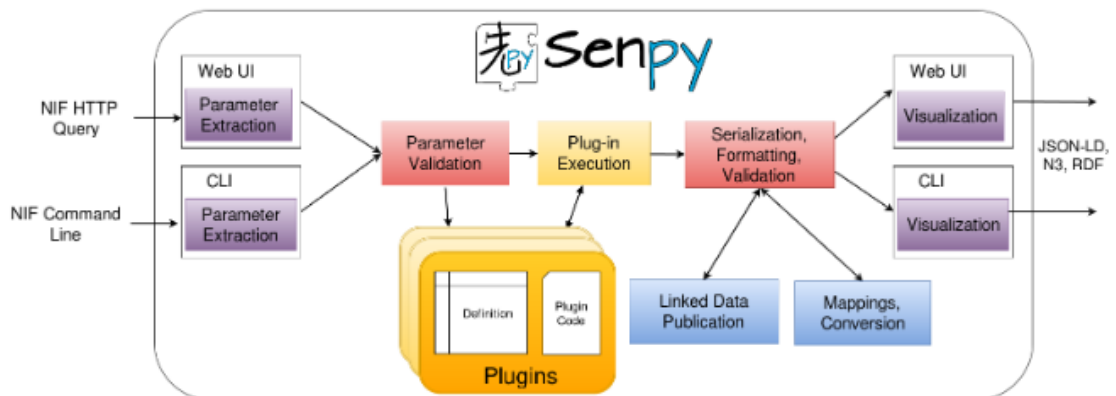 老
py
Senpy
Web UI
Parameter
Extraction
NIF HTTP
Query
CLI
Parameter
Extraction
NIF Command
Line
Parameter
Validation
Plug-in
Execution
Serialization,
Formatting,
Validation
Web UI
Visualization
JSON-LD,
N3, RDF
CLI
Visualization
Definition
Plugin
Code
Plugins
Linked Data
Publication
Mappings,
Conversion